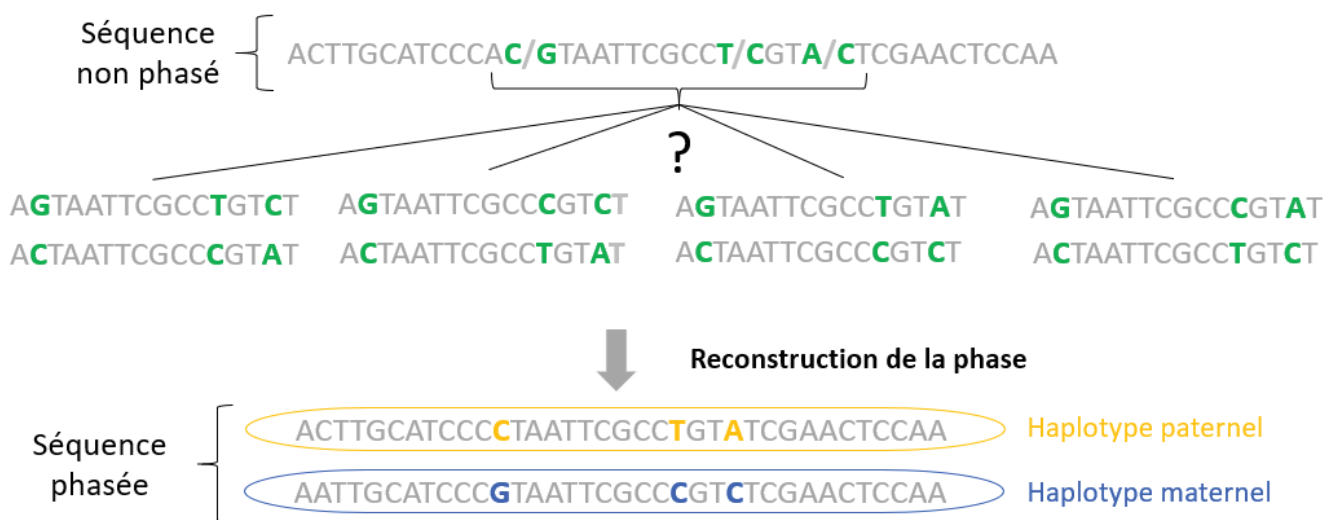 Séquence
non phasé
ACTTGCATCCCAC/GTAATTCGCCT/CGTA/CTCGAACTCCAA
?
AGTAATTCGCCTGTCT AGTAATTCGCCCGTCT AGTAATTCGCCTGTAT AGTAATTCGCCCGTAT
ACTAATTCGCCCGTAT ACTAATTCGCCTGTAT ACTAATTCGCCCGTCT ACTAATTCGCCTGTCT
Reconstruction de la phase
Séquence
phasée
ACTTGCATCCCCTAATTCGCCTGTATCGAACTCCAA Haplotype paternel
AATTGCATCCCGTAATTCGCCCGTCTCGAACTCCAA Haplotype maternel